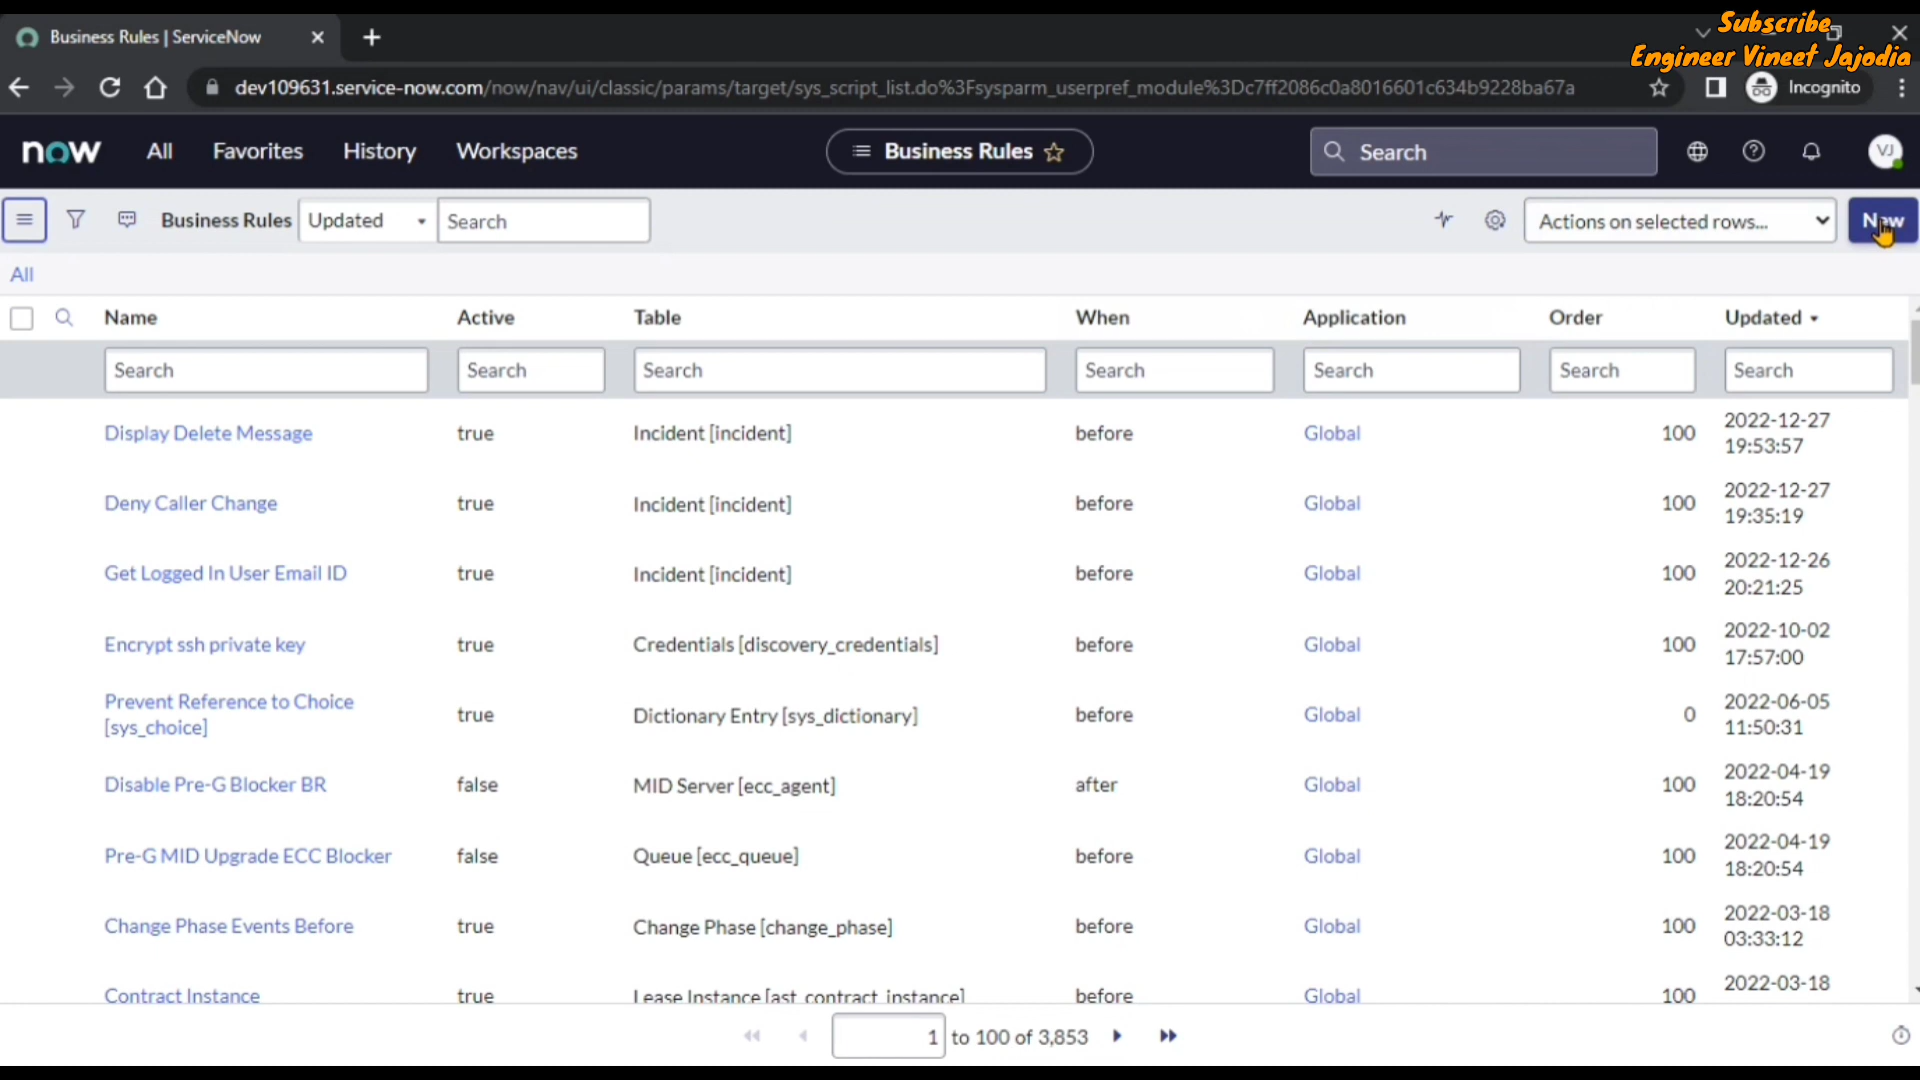 Business Rules | ServiceNow
Subscribe
Engineer Vineet Jajodia
dev109631.service-now.com/now/nav/ui/classic/params/target/sys_script_list.do%3Fsysparm_userpref_module%3Dc7ff2086c0a8016601c634b9228ba67a
Incognito
now All Favorites History Workspaces Business Rules Search VJ
Business Rules Updated Search Actions on selected rows... New
All
Name Active Table When Application Order Updated
Search Search Search Search Search Search Search
Display Delete Message true Incident [incident] before Global 100 2022-12-27
19:53:57
Deny Caller Change true Incident [incident] before Global 100 2022-12-27
19:35:19
Get Logged In User Email ID true Incident [incident] before Global 100 2022-12-26
20:21:25
Encrypt ssh private key true Credentials [discovery_credentials] before Global 100 2022-10-02
17:57:00
Prevent Reference to Choice
[sys_choice] true Dictionary Entry [sys_dictionary] before Global 0 2022-06-05
11:50:31
Disable Pre-G Blocker BR false MID Server [ecc_agent] after Global 100 2022-04-19
18:20:54
Pre-G MID Upgrade ECC Blocker false Queue [ecc_queue] before Global 100 2022-04-19
18:20:54
Change Phase Events Before true Change Phase [change_phase] before Global 100 2022-03-18
03:33:12
Contract Instance true Lease Instance [ast_contract_instance] before Global 100 2022-03-18
1 to 100 of 3,853